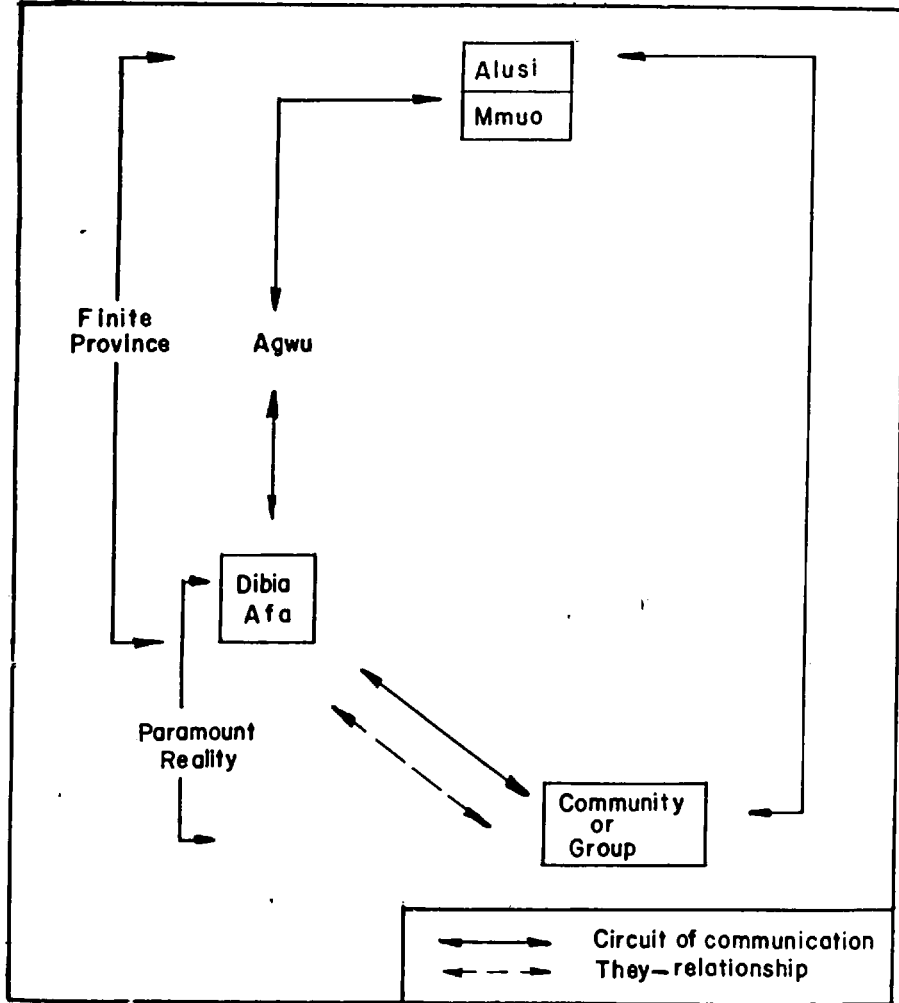 Alusi
Mmuo
Finite
Province
Agwu
Dibia
Afa
Paramount
Reality
Community
or
Group
Circuit of communication
They-relationship